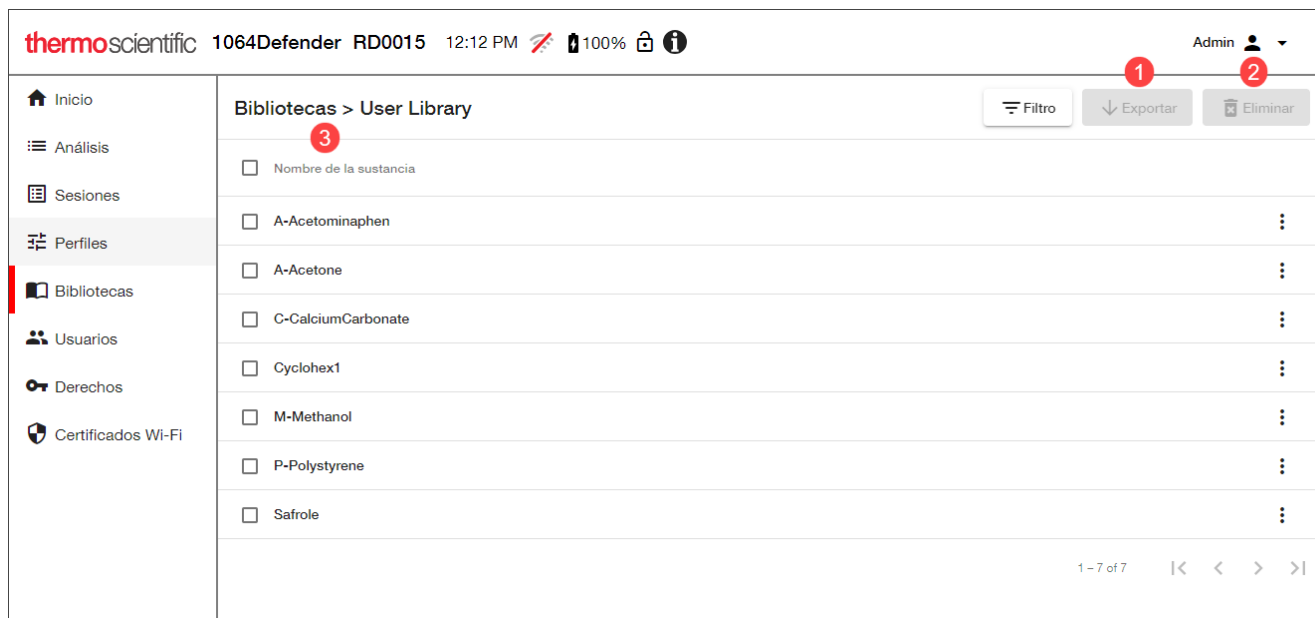 thermo scientific 1064Defender RD0015 12:12 PM 100% Admin
1 2
Inicio
Análisis
Sesiones
Perfiles
Bibliotecas
Usuarios
Derechos
Certificados Wi-Fi
Bibliotecas > User Library
Filtro Exportar Eliminar
3
Nombre de la sustancia
A-Acetominaphen
A-Acetone
C-CalciumCarbonate
Cyclohex1
M-Methanol
P-Polystyrene
Safrole
1 – 7 of 7